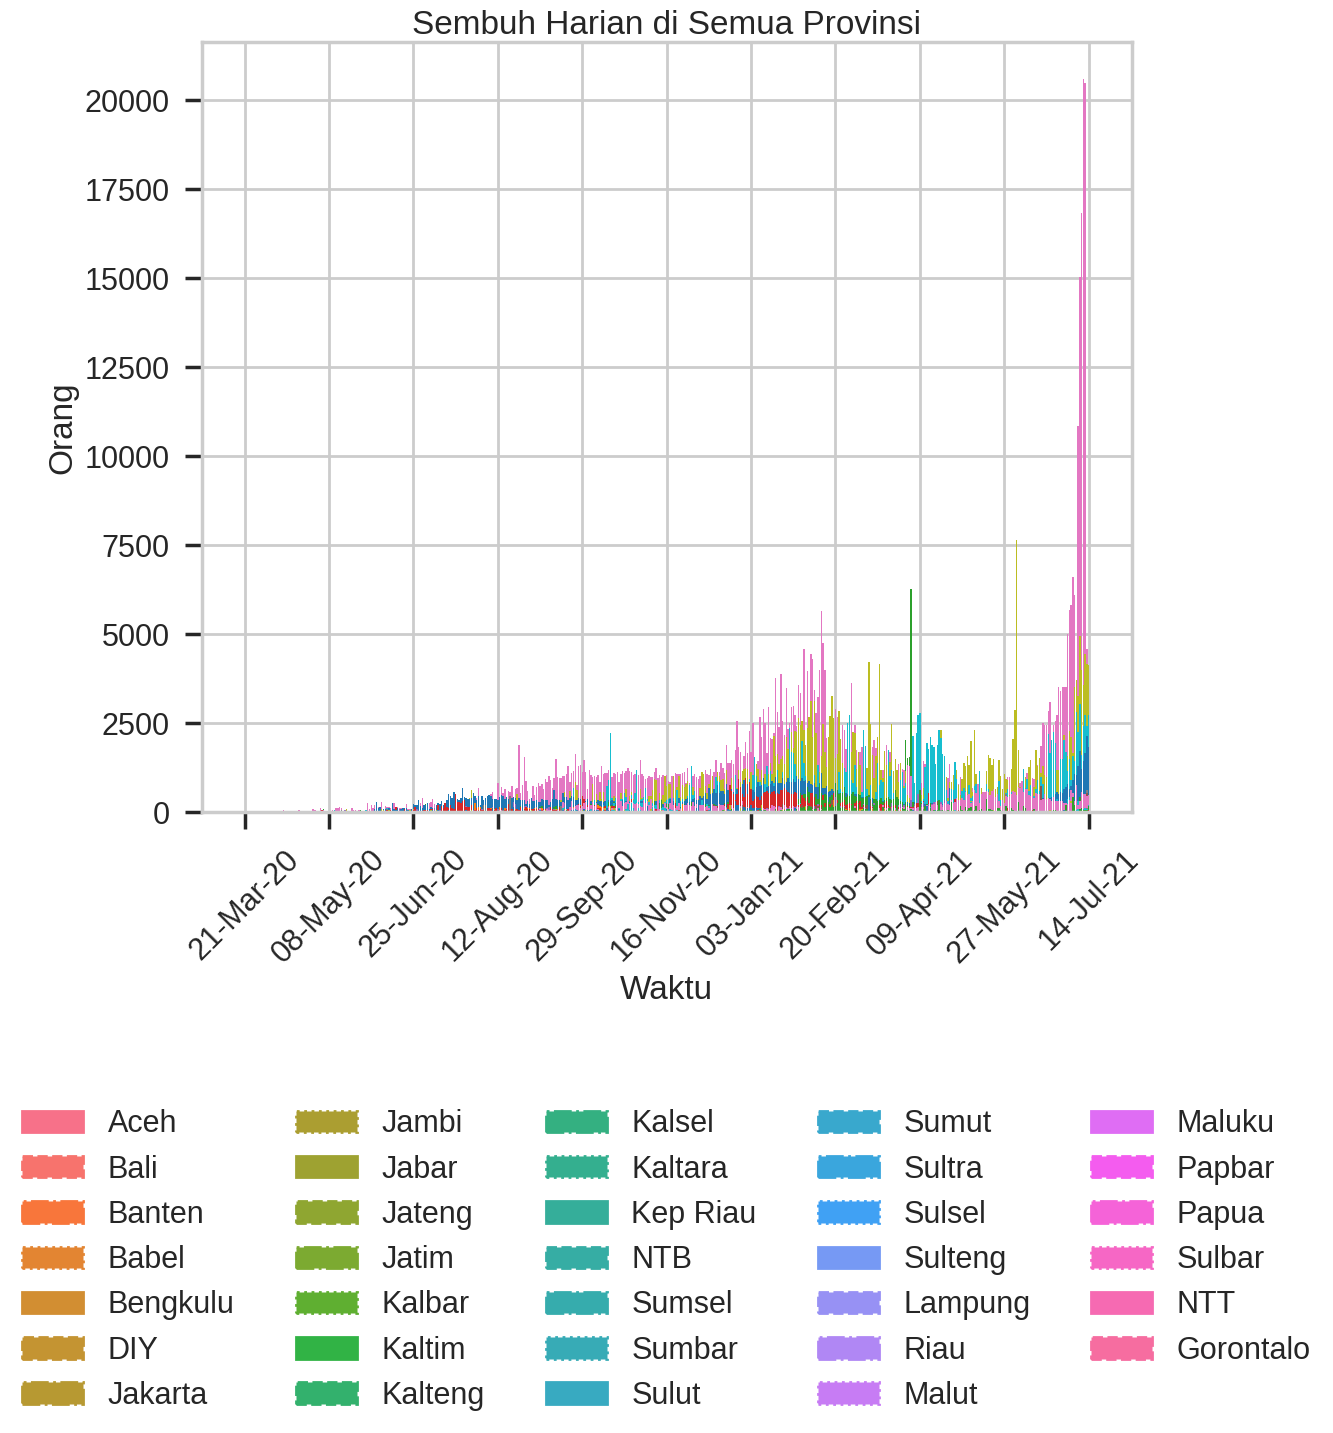 Sembuh Harian di Semua Provinsi
20000
17500
15000
12500
10000
7500
5000
2500
0
Orang
21-Mar-20
08-May-20
25-Jun-20
12-Aug-20
29-Sep-20
16-Nov-20
03-Jan-21
20-Feb-21
09-Apr-21
27-May-21
14-Jul-21
Waktu
Aceh
Bali
Banten
Babel
Bengkulu
DIY
Jakarta
Jambi
Jabar
Jateng
Jatim
Kalbar
Kaltim
Kalteng
Kalsel
Kaltara
Kep Riau
NTB
Sumsel
Sumbar
Sulut
Sumut
Sultra
Sulsel
Sulteng
Lampung
Riau
Malut
Maluku
Papbar
Papua
Sulbar
NTT
Gorontalo